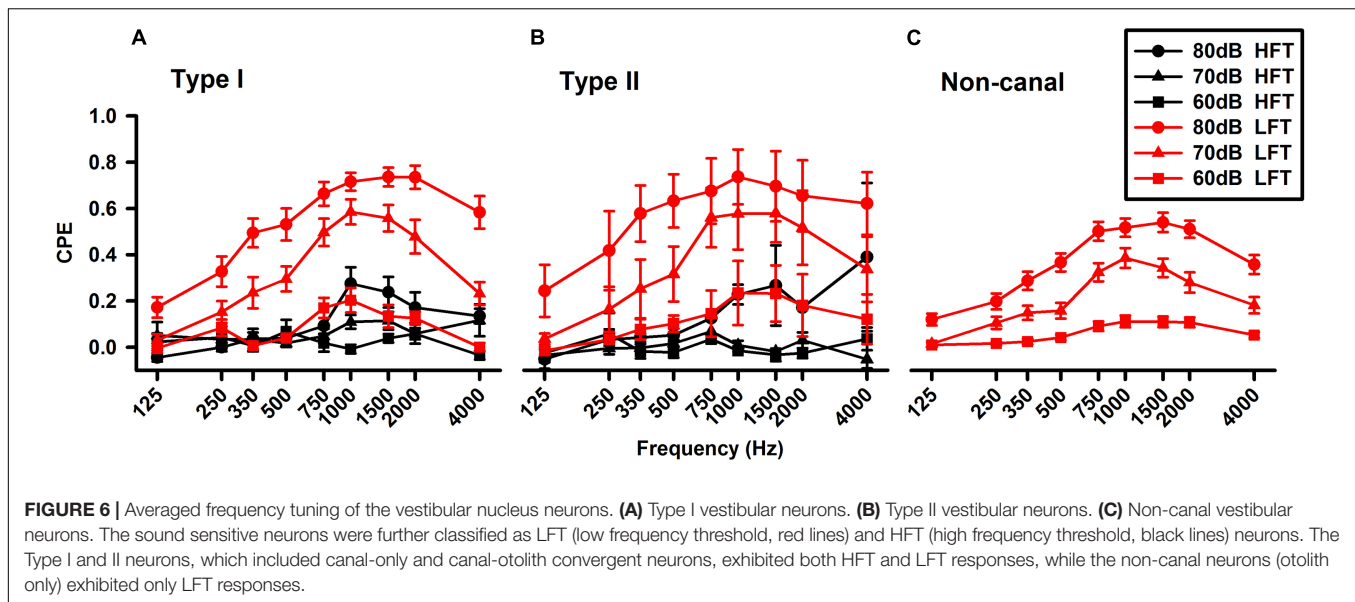 A
B
C
Type I
Type II
Non-canal
80dB HFT
70dB HFT
60dB HFT
80dB LFT
70dB LFT
60dB LFT
CPE
1.0
0.8
0.6
0.4
0.2
0.0
125
250
350
500
750
1000
1500
2000
4000
125
250
350
500
750
1000
1500
2000
4000
125
250
350
500
750
1000
1500
2000
4000
Frequency (Hz)
FIGURE 6 | Averaged frequency tuning of the vestibular nucleus neurons. (A) Type I vestibular neurons. (B) Type II vestibular neurons. (C) Non-canal vestibular
neurons. The sound sensitive neurons were further classified as LFT (low frequency threshold, red lines) and HFT (high frequency threshold, black lines) neurons. The
Type I and II neurons, which included canal-only and canal-otolith convergent neurons, exhibited both HFT and LFT responses, while the non-canal neurons (otolith
only) exhibited only LFT responses.